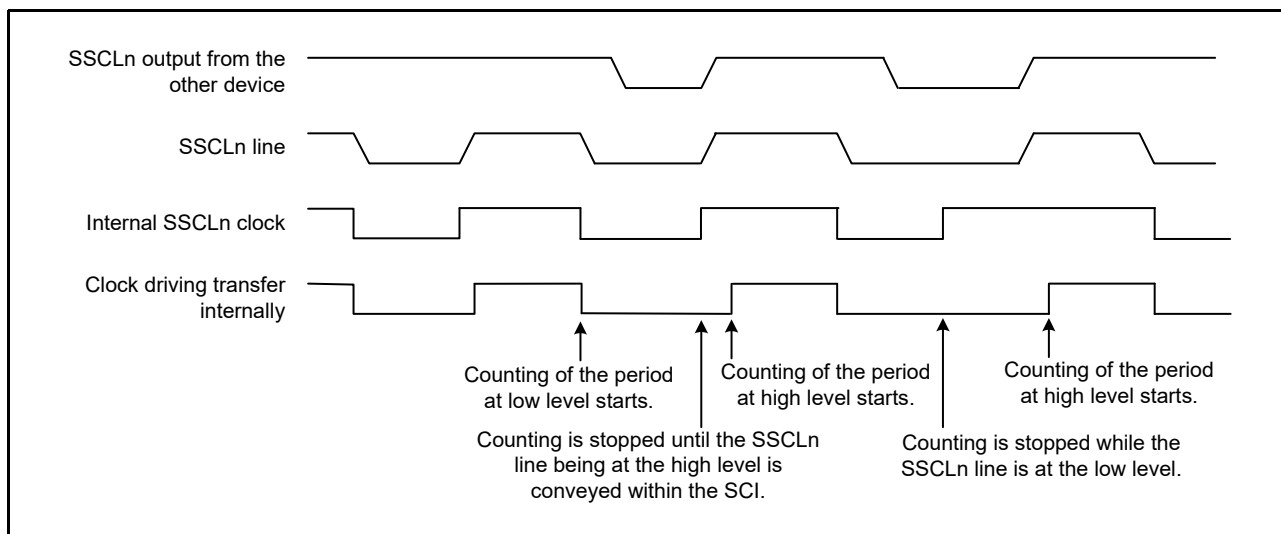 SSCLn output from the
other device
SSCLn line
Internal SSCLn clock
Clock driving transfer
internally
Counting of the period
at low level starts.
Counting of the period
at high level starts.
Counting of the period
at high level starts.
Counting is stopped until the SSCLn
line being at the high level is
conveyed within the SCI.
Counting is stopped while the
SSCLn line is at the low level.